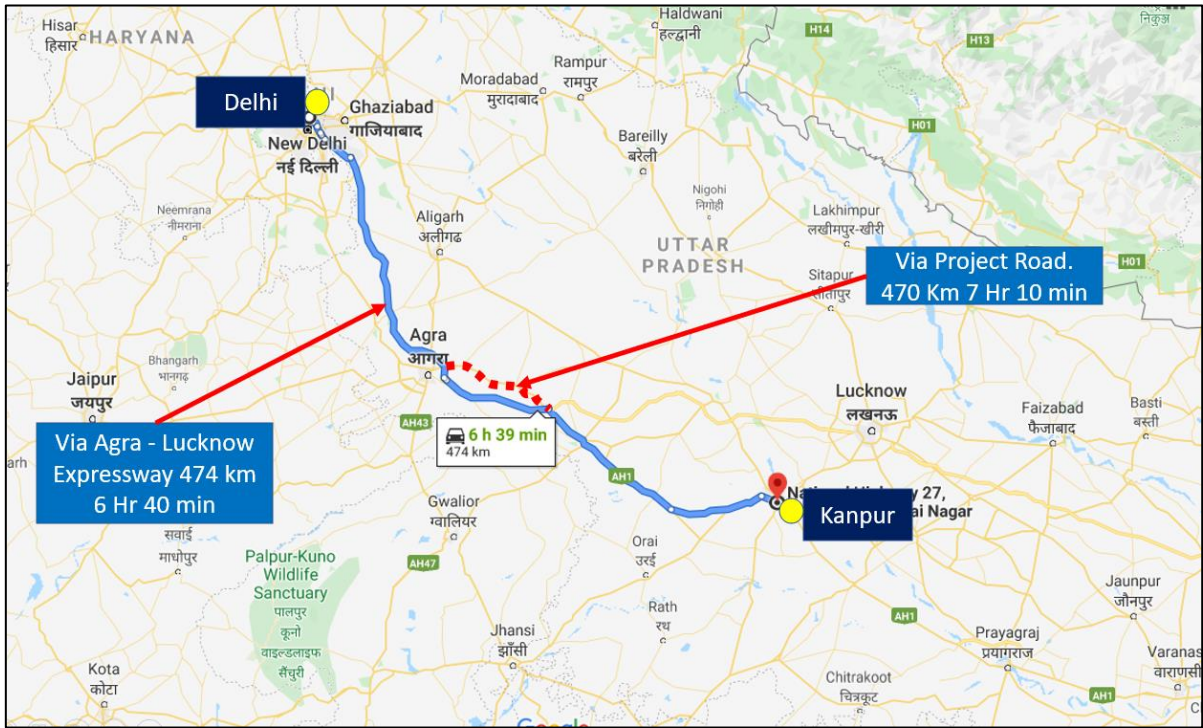 Hisar
हिसार
HARYANA
Haldwani
हल्द्वानी
H14
H13
Rampur
रामपुर
Moradabad
मुरादाबाद
Delhi
Ghaziabad
गाजियाबाद
New Delhi
नई दिल्ली
Bareilly
बरेली
H01
Neemrana
नीमराना
Aligarh
अलीगढ
Nigohi
निगोही
Lakhimpur
लखीमपुर-खीरी
UTTAR
PRADESH
Sitapur
सीतापुर
H01
Via Project Road.
470 Km 7 Hr 10 min
Bhangarh
भानगढ़
Agra
आगरा
Jaipur
जयपुर
Lucknow
लखनऊ
Faizabad
फैजाबाद
Basti
बस्ती
AH43
6 h 39 min
474 km
Via Agra - Lucknow
Expressway 474 km
6 Hr 40 min
AH1
Gwalior
ग्वालियर
Kanpur
सवाई
माधोपुर
Orai
उरई
AH47
Palpur-Kuno
Wildlife
Sanctuary
पालपुर
कूनो
वाइल्डलाइफ
सैंचुरी
Jaunpur
जौनपुर
Rath
रथ
AH1
Jhansi
झाँसी
Prayagraj
प्रयागराज
Varanas
वाराणसी
Kota
कोटा
Chitrakoot
चित्रकूट
AH1
Google